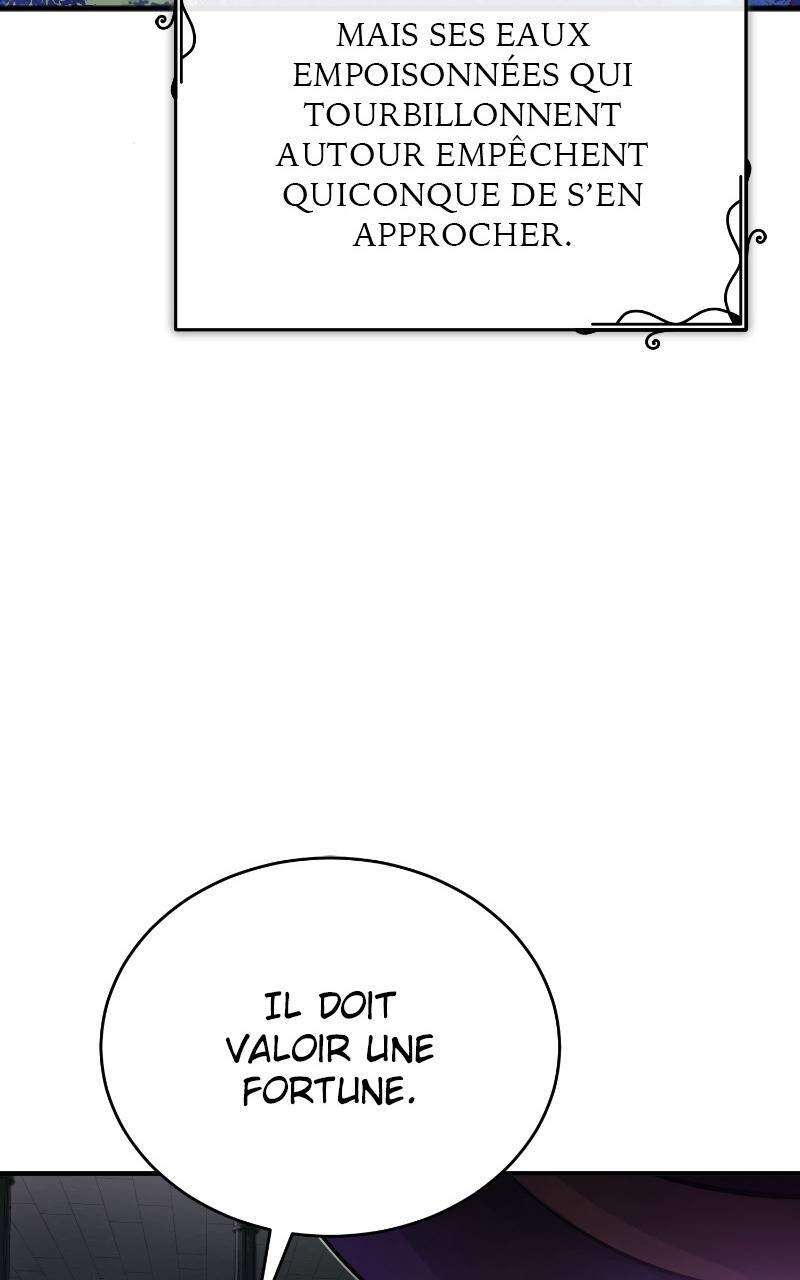 MAIS SES EAUX
EMPOISONNÉES QUI
TOURBILLONNENT
AUTOUR EMPÊCHENT
QUICONQUE DE S'EN
APPROCHER.
IL DOIT
VALOIR UNE
FORTUNE.